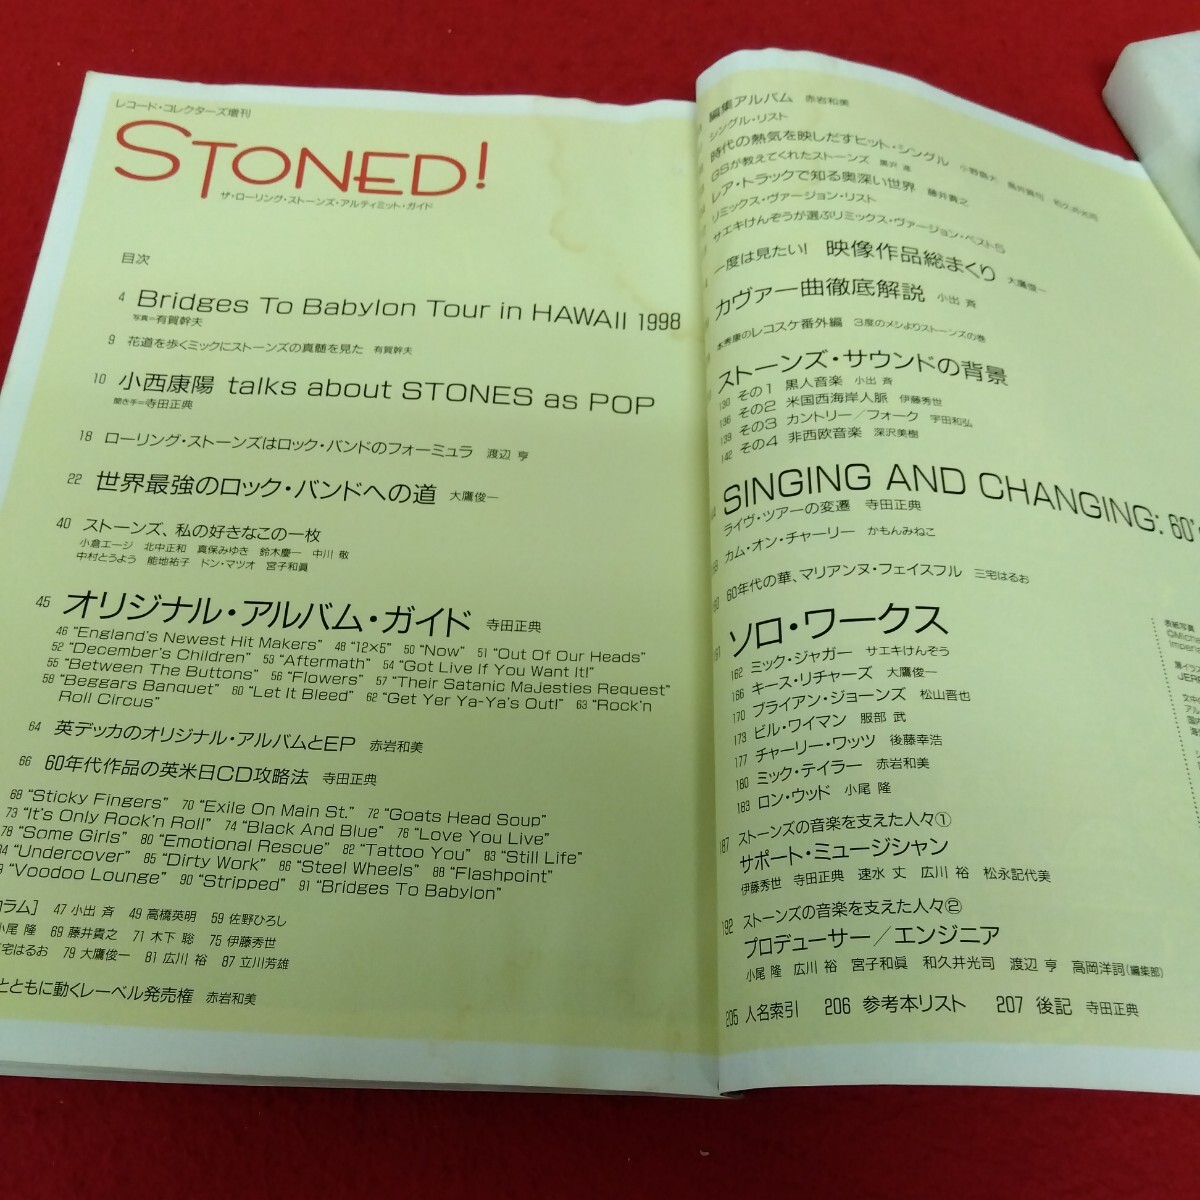 レコード・コレクターズ増刊
STONED!
ザ・ローリング・ストーンズ・アルティミット・ガイド
目次
4 Bridges To Babylon Tour in HAWAII 1998
写真=有賀幹夫
9 花道を歩くミックにストーンズの真髄を見た 有賀幹夫
10 小西康陽 talks about STONES as POP
聞き手=寺田正典
18 ローリング・ストーンズはロック・バンドのフォーミュラ 渡辺 亨
22 世界最強のロック・バンドへの道 大鷹俊一
40 ストーンズ、私の好きなこの一枚
小倉エージ 北中正和 真保みゆき 鈴木慶一 中川 敬
中村とうよう 能地祐子 ドン・マツオ 宮子和眞
45 オリジナル・アルバム・ガイド 寺田正典
46 “England's Newest Hit Makers” 48 “12×5” 50 “Now” 51 “Out Of Our Heads”
52 “December's Children” 53 “Aftermath” 54 “Got Live If You Want It!”
55 “Between The Buttons” 56 “Flowers” 57 “Their Satanic Majesties Request”
58 “Beggars Banquet” 60 “Let It Bleed” 62 “Get Yer Ya-Ya's Out!” 63 “Rock'n
Roll Circus”
64 英デッカのオリジナル・アルバムとEP 赤岩和美
66 60年代作品の英米日CD攻略法 寺田正典
68 “Sticky Fingers” 70 “Exile On Main St.” 72 “Goats Head Soup”
73 “It's Only Rock'n Roll” 74 “Black And Blue” 76 “Love You Live”
78 “Some Girls” 80 “Emotional Rescue” 82 “Tattoo You” 83 “Still Life”
84 “Undercover” 85 “Dirty Work” 86 “Steel Wheels” 88 “Flashpoint”
9 “Voodoo Lounge” 90 “Stripped” 91 “Bridges To Babylon”
ラム] 47 小出 斉 49 高橋英明 59 佐野ひろし
小尾 隆 69 藤井貴之 71 木下 聡 75 伊藤秀世
宅はるお 79 大鷹俊一 81 広川 裕 87 立川芳雄
とともに動くレーベル発売権 赤岩和美
編集アルバム 赤岩和美
シングル・リスト
時代の熱気を映しだすヒット・シングル 小野島大 和久井光司
GSが教えてくれたストーンズ 黒沢 進
レア・トラックで知る奥深い世界 藤井貴之
リミックス・ヴァージョン・リスト
サエキけんぞうが選ぶリミックス・ヴァージョン・ベスト5
一度は見たい! 映像作品総まくり 大鷹俊一
カヴァー曲徹底解説 小出 斉
本秀康のレコスケ番外編 3度のメシよりストーンズの巻
ストーンズ・サウンドの背景
130 その1 黒人音楽 小出 斉
136 その2 米国西海岸人脈 伊藤秀世
139 その3 カントリー/フォーク 宇田和弘
142 その4 非西欧音楽 深沢美樹
SINGING AND CHANGING: 60'
ライヴ・ツアーの変遷 寺田正典
カム・オン・チャーリー かもんみねこ
60年代の華、マリアンヌ・フェイスフル 三宅はるお
161 ソロ・ワークス
162 ミック・ジャガー サエキけんぞう
166 キース・リチャーズ 大鷹俊一
170 ブライアン・ジョーンズ 松山晋也
173 ビル・ワイマン 服部 武
177 チャーリー・ワッツ 後藤幸浩
180 ミック・テイラー 赤岩和美
183 ロン・ウッド 小尾 隆
187 ストーンズの音楽を支えた人々①
サポート・ミュージシャン
伊藤秀世 寺田正典 速水 丈 広川 裕 松永記代美
192 ストーンズの音楽を支えた人々②
プロデューサー/エンジニア
小尾 隆 広川 裕 宮子和眞 和久井光司 渡辺 亨 高岡洋詞(編集部)
205 人名索引 206 参考本リスト 207 後記 寺田正典
表紙写真
©Micha
Imperia
JER